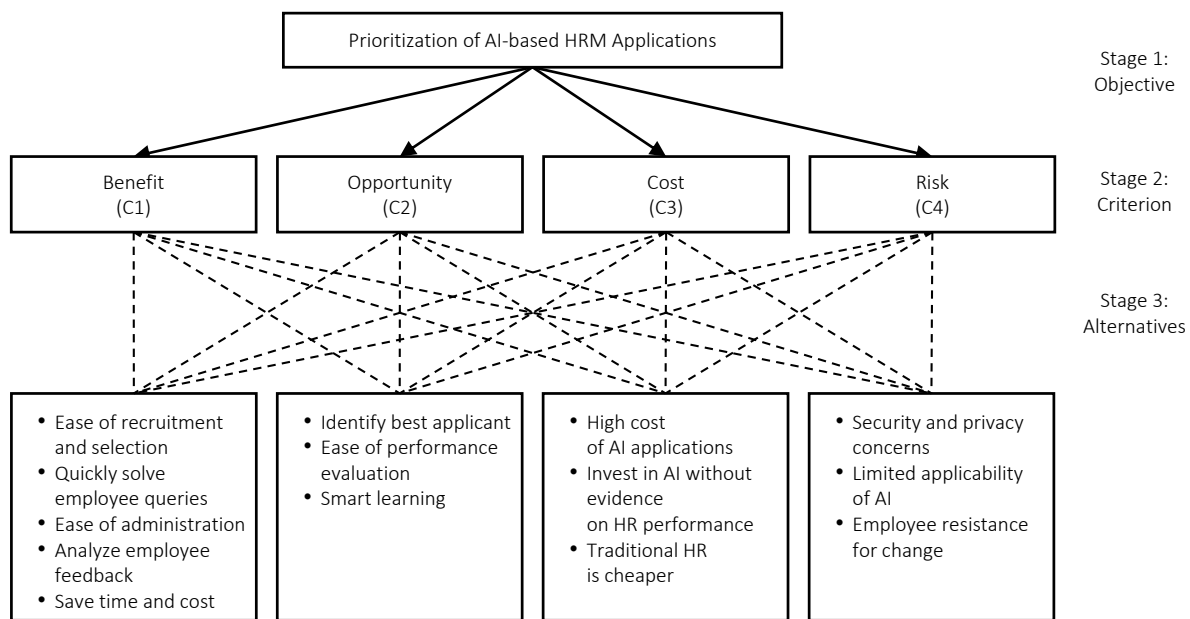 Prioritization of AI-based HRM Applications
Stage 1:
Objective
Benefit
(C1)
Opportunity
(C2)
Cost
(C3)
Risk
(C4)
Stage 2:
Criterion
Stage 3:
Alternatives
• Ease of recruitment
and selection
• Quickly solve
employee queries
• Ease of administration
• Analyze employee
feedback
• Save time and cost
• Identify best applicant
• Ease of performance
evaluation
• Smart learning
• High cost
of AI applications
• Invest in AI without
evidence
on HR performance
• Traditional HR
is cheaper
• Security and privacy
concerns
• Limited applicability
of AI
• Employee resistance
for change